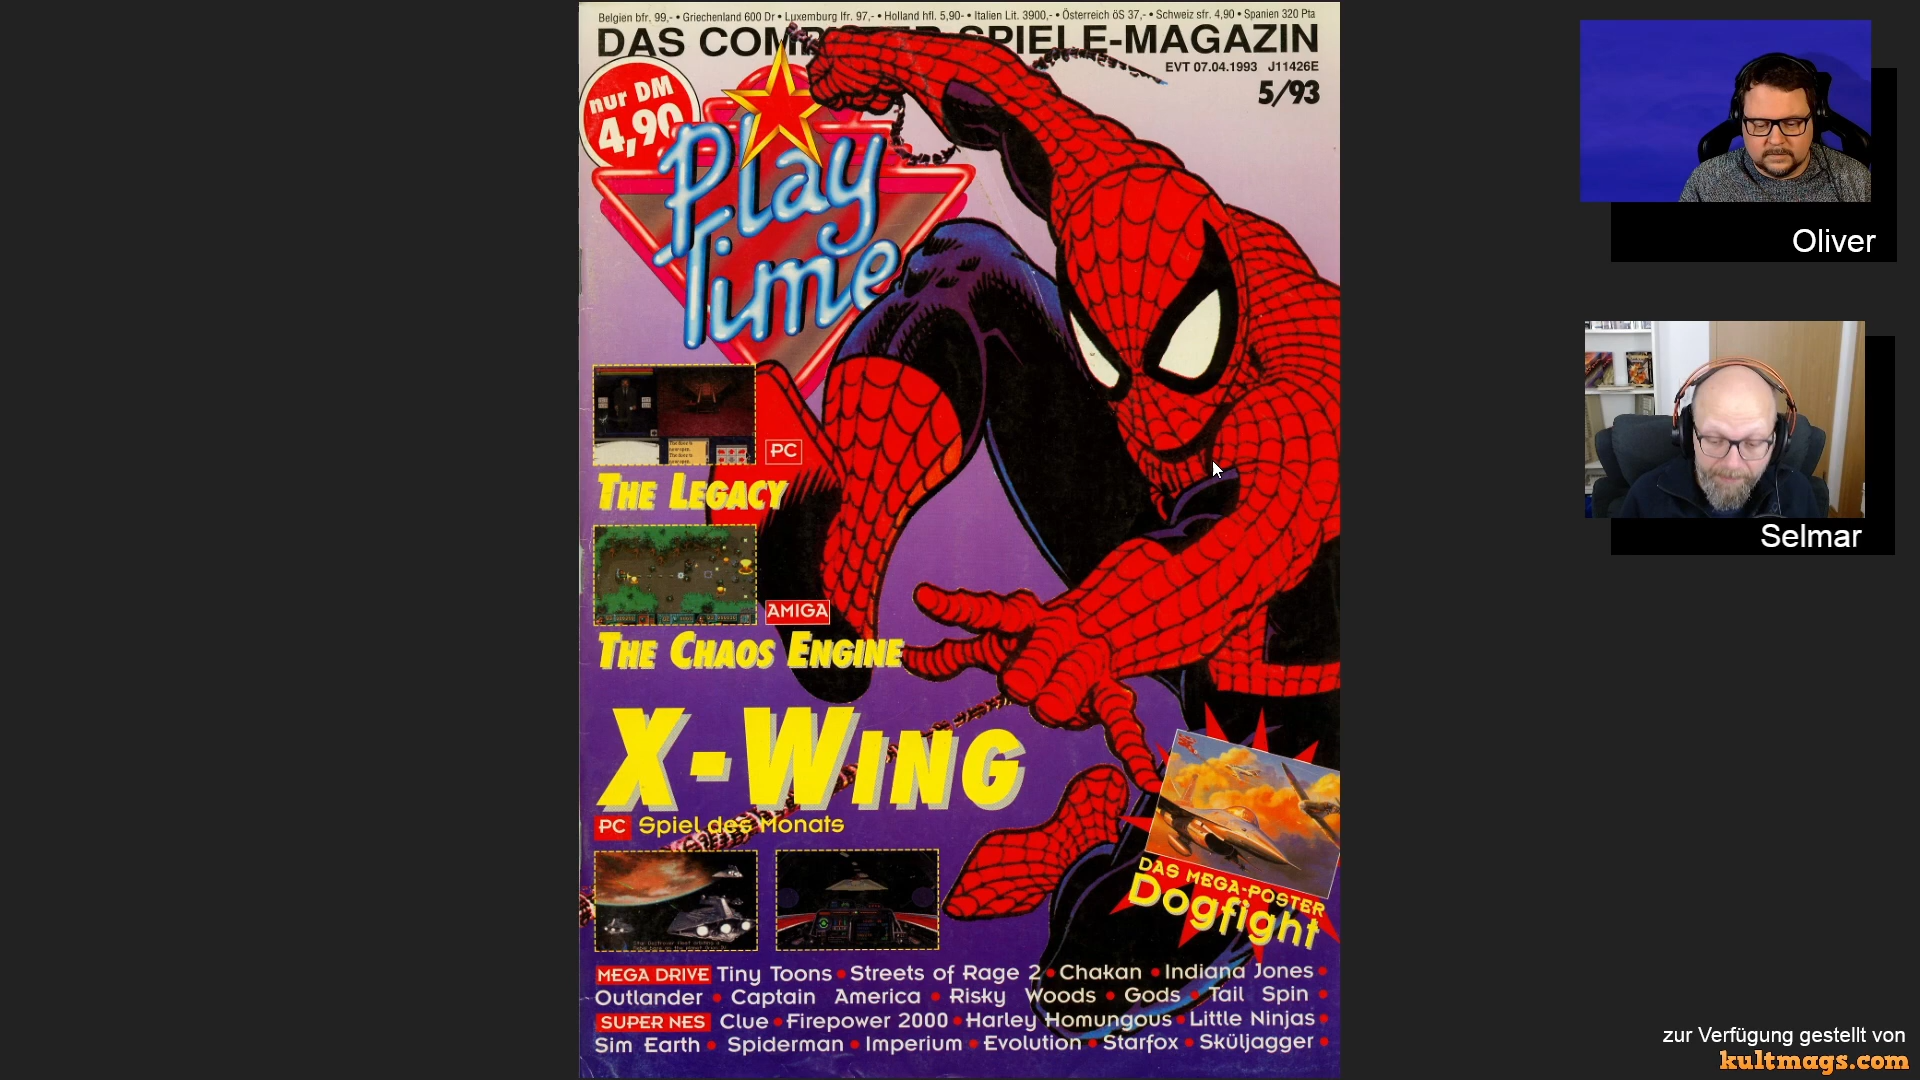 Belgien bfr. 99,- • Griechenland 600 Dr • Luxemburg lfr. 97,- • Holland hfl. 5,90- • Italien Lit. 3900,- • Österreich öS 37,- • Schweiz sfr. 4,90 • Spanien 320 Pta
DAS COMPUTER-SPIELE-MAGAZIN
EVT 07.04.1993 J11426E
5/93
nur DM
4,90
Play
Time
PC
THE LEGACY
AMIGA
THE CHAOS ENGINE
X-WING
PC Spiel des Monats
DAS MEGA-POSTER
Dogfight
MEGA DRIVE Tiny Toons • Streets of Rage 2 • Chakan • Indiana Jones •
Outlander • Captain America • Risky Woods • Gods • Tail Spin •
SUPER NES Clue • Firepower 2000 • Harley Homungous • Little Ninjas •
Sim Earth • Spiderman • Imperium • Evolution • Starfox • Sküljagger •
Oliver
Selmar
zur Verfügung gestellt von
kultmags.com